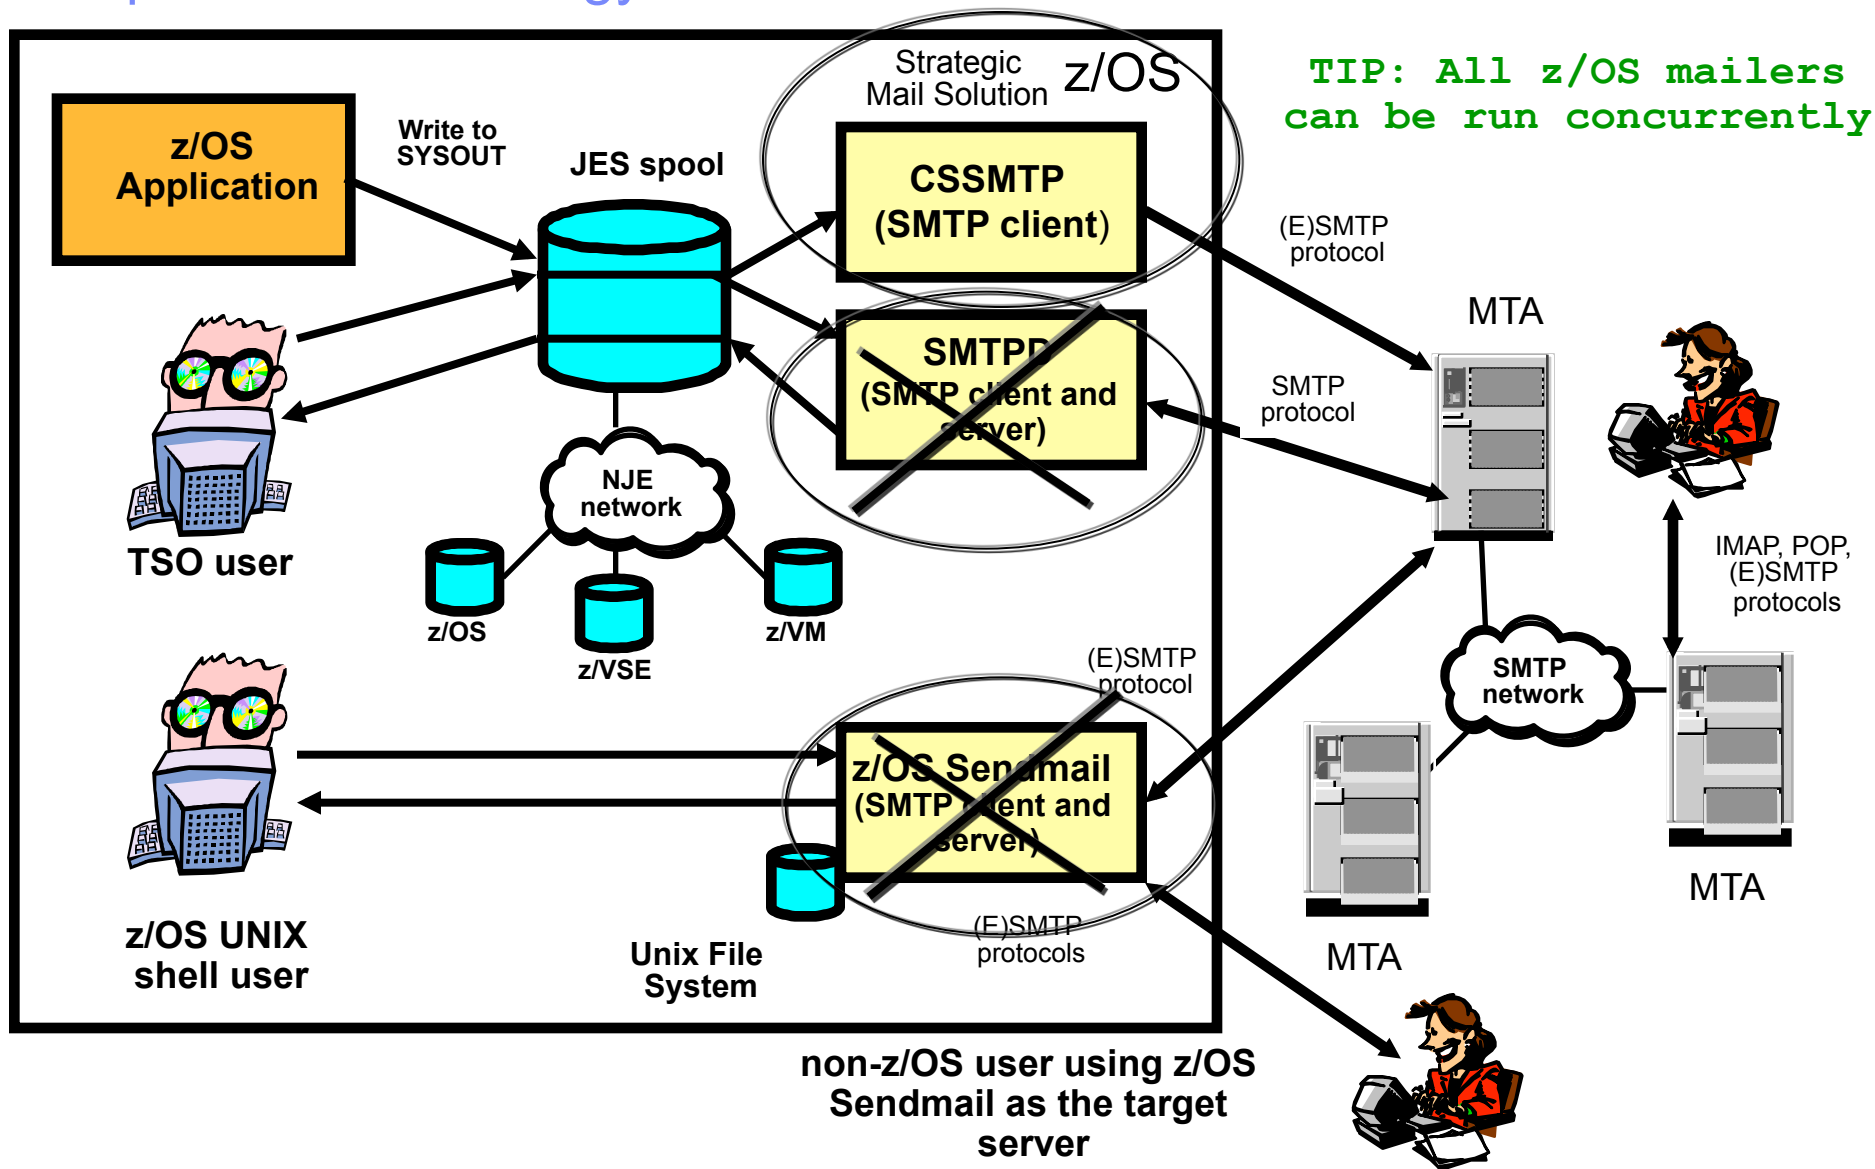 Strategic
Mail Solution
z/OS
TIP: All z/OS mailers
can be run concurrently
z/OS
Application
Write to
SYSOUT
JES spool
CSSMTP
(SMTP client)
(E)SMTP
protocol
MTA
SMTPD
(SMTP client and
server)
SMTP
protocol
NJE
network
TSO user
z/OS
z/VSE
z/VM
IMAP, POP,
(E)SMTP
protocols
SMTP
network
(E)SMTP
protocol
z/OS Sendmail
(SMTP client and
server)
MTA
MTA
z/OS UNIX
shell user
Unix File
System
(E)SMTP
protocols
non-z/OS user using z/OS
Sendmail as the target
server